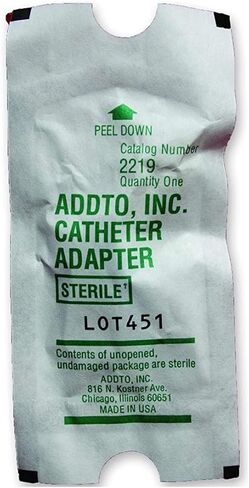 PEEL DOWN
Catalog Number
2219
Quantity One
ADDTO, INC.
CATHETER
ADAPTER
STERILE¹
LOT451
Contents of unopened,
undamaged package are sterile
ADDTO, INC.
816 N. Kostner Ave.
Chicago, Illinois 60651
MADE IN USA